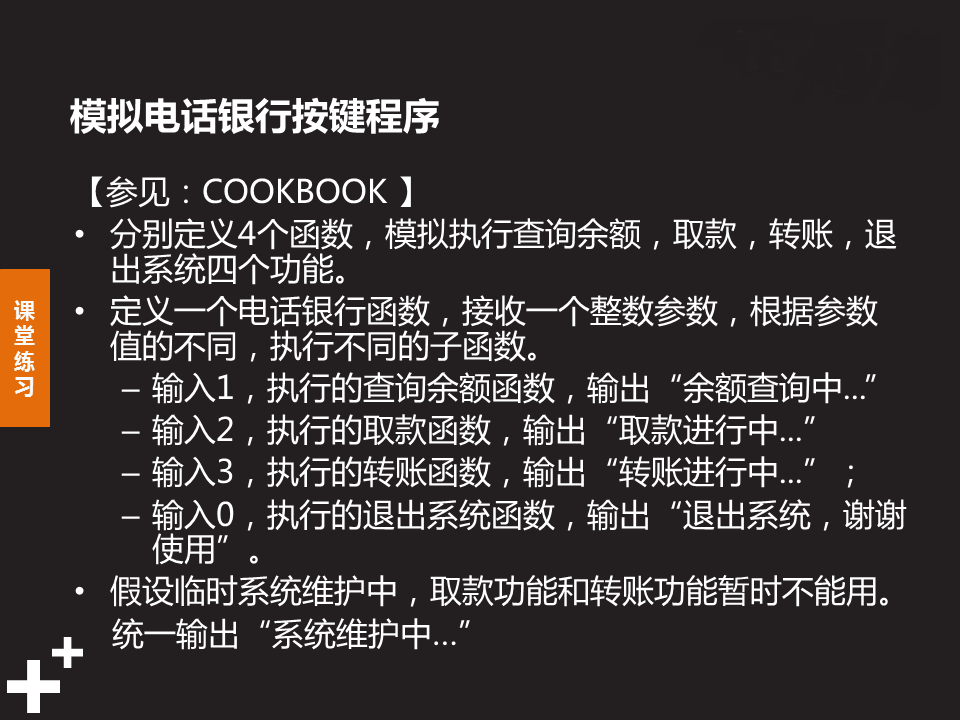 模拟电话银行按键程序
【参见：COOKBOOK 】
• 分别定义4个函数，模拟执行查询余额，取款，转账，退
出系统四个功能。
• 定义一个电话银行函数，接收一个整数参数，根据参数
值的不同，执行不同的子函数。
– 输入1，执行的查询余额函数，输出“余额查询中...”
– 输入2，执行的取款函数，输出“取款进行中...”
– 输入3，执行的转账函数，输出“转账进行中...”；
– 输入0，执行的退出系统函数，输出“退出系统，谢谢
使用”。
• 假设临时系统维护中，取款功能和转账功能暂时不能用。
统一输出“系统维护中...”
课
堂
练
习